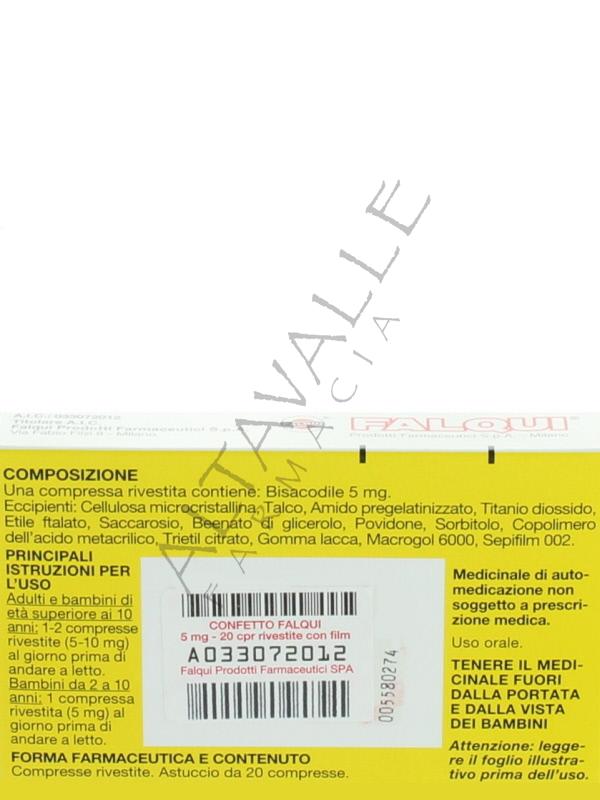 ALTAVALLE
FARMACIA
A.I.C.: 033072012
Titolare A.I.C.
Falqui Prodotti Farmaceutici S.p.A.
Via Fabio Filzi 8 - Milano
FALQUI
Prodotti Farmaceutici S.p.A. - Milano
COMPOSIZIONE
Una compressa rivestita contiene: Bisacodile 5 mg.
Eccipienti: Cellulosa microcristallina, Talco, Amido pregelatinizzato, Titanio diossido,
Etile ftalato, Saccarosio, Beenato di glicerolo, Povidone, Sorbitolo, Copolimero
dell'acido metacrilico, Trietil citrato, Gomma lacca, Macrogol 6000, Sepifilm 002.
PRINCIPALI
ISTRUZIONI PER
L'USO
Adulti e bambini di
età superiore ai 10
anni: 1-2 compresse
rivestite (5-10 mg)
al giorno prima di
andare a letto.
Bambini da 2 a 10
anni: 1 compressa
rivestita (5 mg) al
giorno prima di
andare a letto.
CONFETTO FALQUI
5 mg - 20 cpr rivestite con film
A033072012
Falqui Prodotti Farmaceutici SPA
005580274
Medicinale di auto-
medicazione non
soggetto a prescri-
zione medica.
Uso orale.
TENERE IL MEDI-
CINALE FUORI
DALLA PORTATA
E DALLA VISTA
DEI BAMBINI
Attenzione: legge-
re il foglio illustra-
tivo prima dell'uso.
FORMA FARMACEUTICA E CONTENUTO
Compresse rivestite. Astuccio da 20 compresse.